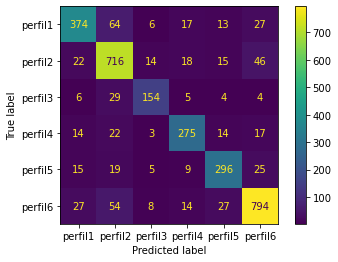 perfil1 374 64 6 17 13 27
perfil2 22 716 14 18 15 46
perfil3 6 29 154 5 4 4
perfil4 14 22 3 275 14 17
perfil5 15 19 5 9 296 25
perfil6 27 54 8 14 27 794
perfil1 perfil2 perfil3 perfil4 perfil5 perfil6
Predicted label
True label
700
600
500
400
300
200
100